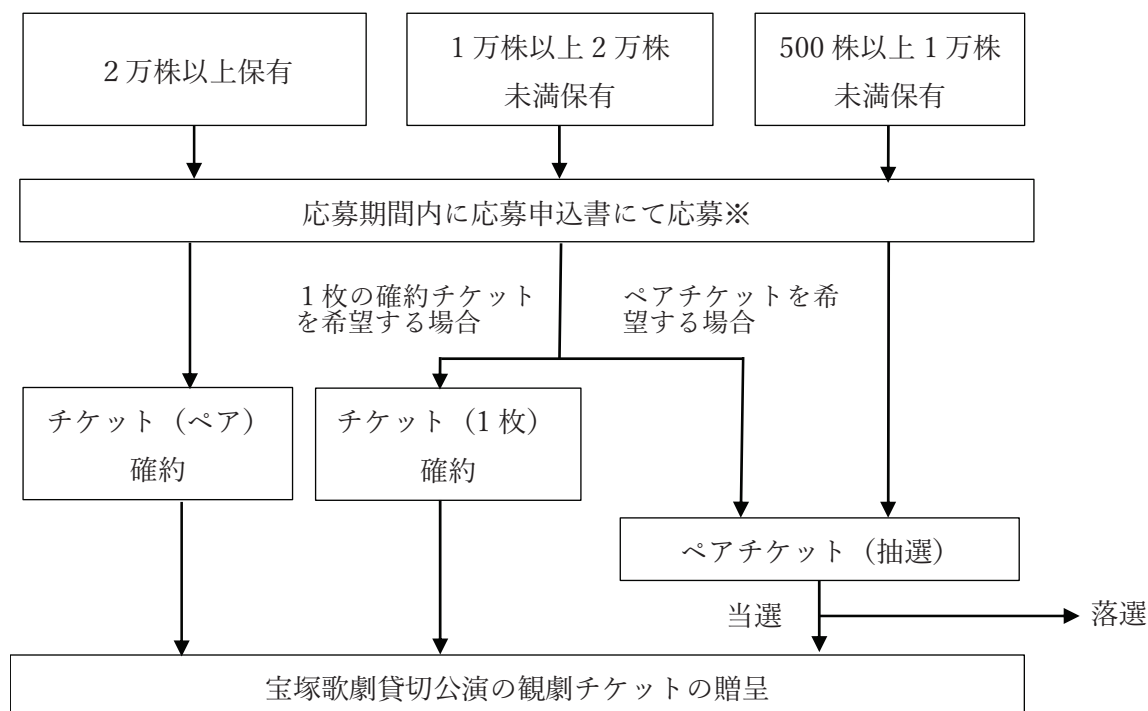 ２万株以上保有
１万株以上２万株
未満保有
500 株以上１万株
未満保有
応募期間内に応募申込書にて応募※
１枚の確約チケット
を希望する場合
ペアチケットを希
望する場合
チケット（ペア）
確約
チケット（1 枚）
確約
ペアチケット（抽選）
当選
落選
宝塚歌劇貸切公演の観劇チケットの贈呈